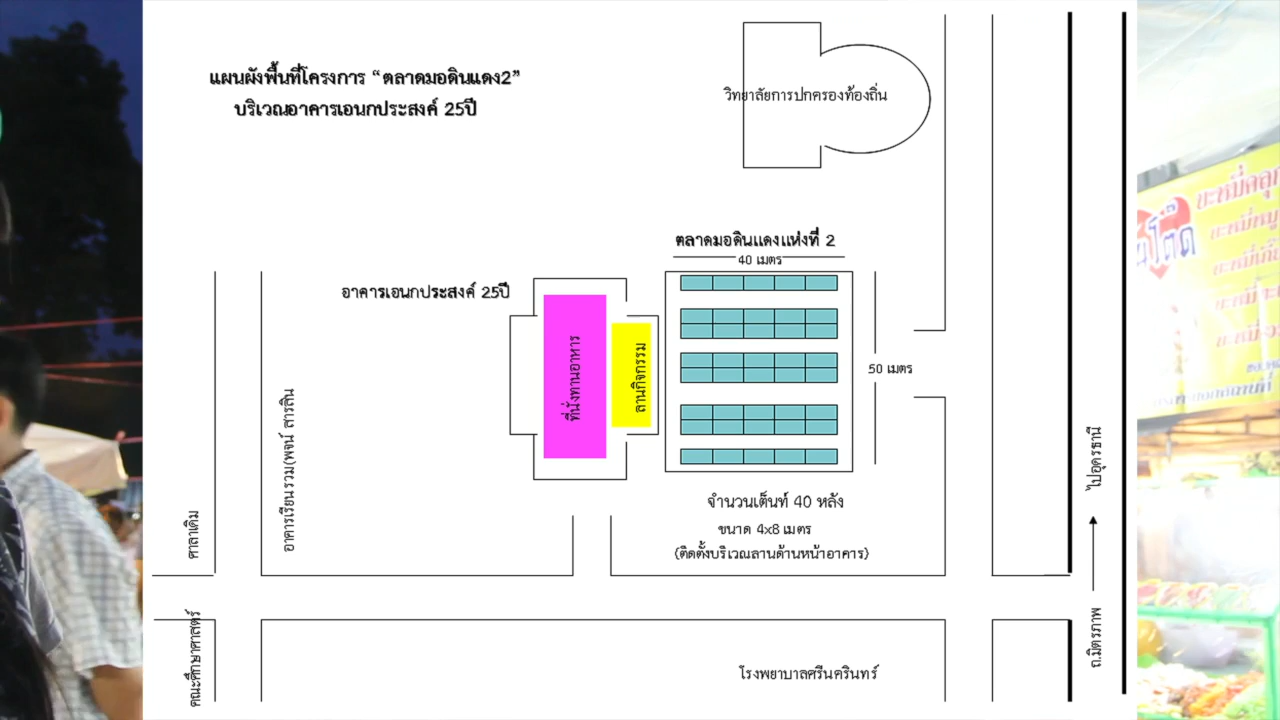 แผนผังพื้นที่โครงการ “ตลาดมอดินแดง2”
บริเวณอาคารเอนกประสงค์ 25ปี
วิทยาลัยการปกครองท้องถิ่น
ตลาดมอดินแดงแห่งที่ 2
40 เมตร
อาคารเอนกประสงค์ 25ปี
ที่นั่งทานอาหาร
ลานกิจกรรม
50 เมตร
อาคารเรียนรวม(พจน์ สารสิน
ศาลาเดิม
จำนวนเต็นท์ 40 หลัง
ขนาด 4x8 เมตร
(ติดตั้งบริเวณลานด้านหน้าอาคาร)
ไปอุดรธานี
ถ.มิตรภาพ
คณะศึกษาศาสตร์
โรงพยาบาลศรีนครินทร์